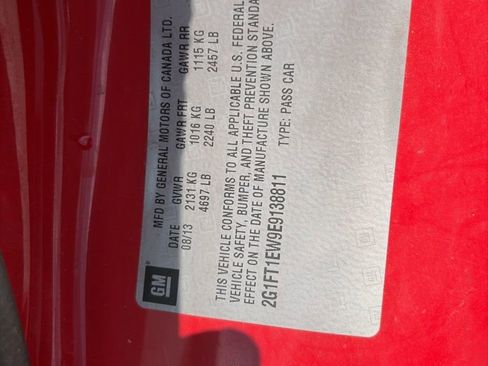 GM
MFD BY GENERAL MOTORS OF CANADA LTD.
DATE GVWR GAWR FRT GAWR RR
08/13 2131 KG 1016 KG 1115 KG
4697 LB 2240 LB 2457 LB
THIS VEHICLE CONFORMS TO ALL APPLICABLE U.S. FEDERAL
VEHICLE SAFETY, BUMPER, AND THEFT PREVENTION STANDA
EFFECT ON THE DATE OF MANUFACTURE SHOWN ABOVE.
2G1FT1EW9E9138811 TYPE: PASS CAR